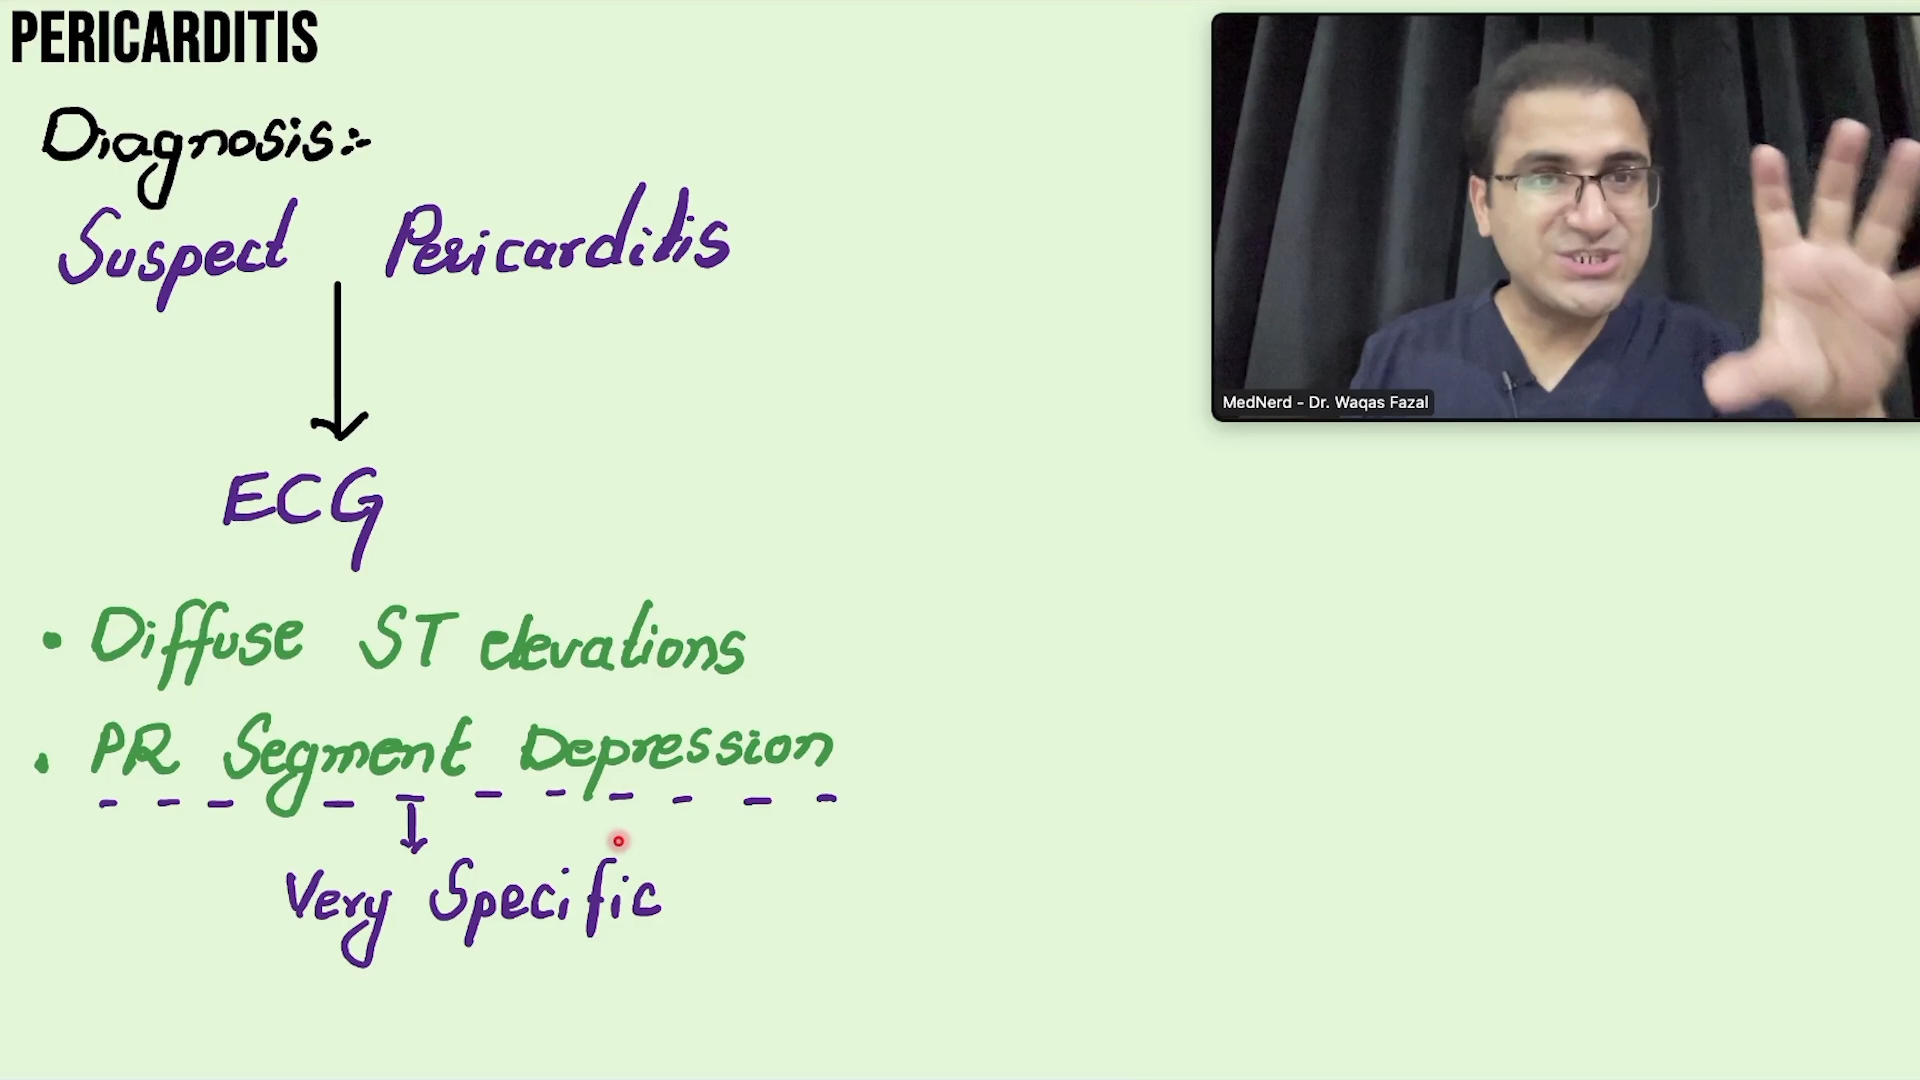 PERICARDITIS
Diagnosis:-
Suspect Pericarditis
ECG
• Diffuse ST elevations
• PR Segment Depression
Very Specific
MedNerd - Dr. Waqas Fazal